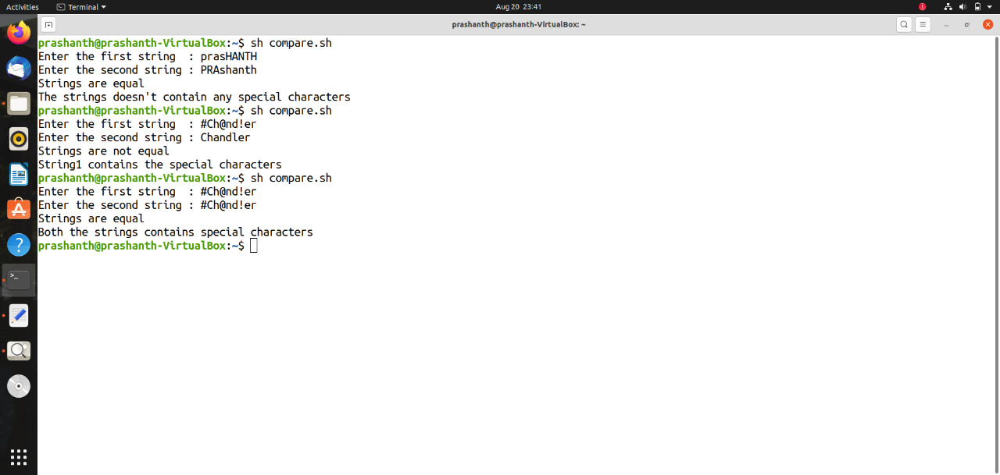 Activities Terminal Aug 20 23:41
prashanth@prashanth-VirtualBox: ~
prashanth@prashanth-VirtualBox:~$ sh compare.sh
Enter the first string  : prasHANTH
Enter the second string : PRAshanth
Strings are equal
The strings doesn't contain any special characters
prashanth@prashanth-VirtualBox:~$ sh compare.sh
Enter the first string  : #Ch@nd!er
Enter the second string : Chandler
Strings are not equal
String1 contains the special characters
prashanth@prashanth-VirtualBox:~$ sh compare.sh
Enter the first string  : #Ch@nd!er
Enter the second string : #Ch@nd!er
Strings are equal
Both the strings contains special characters
prashanth@prashanth-VirtualBox:~$